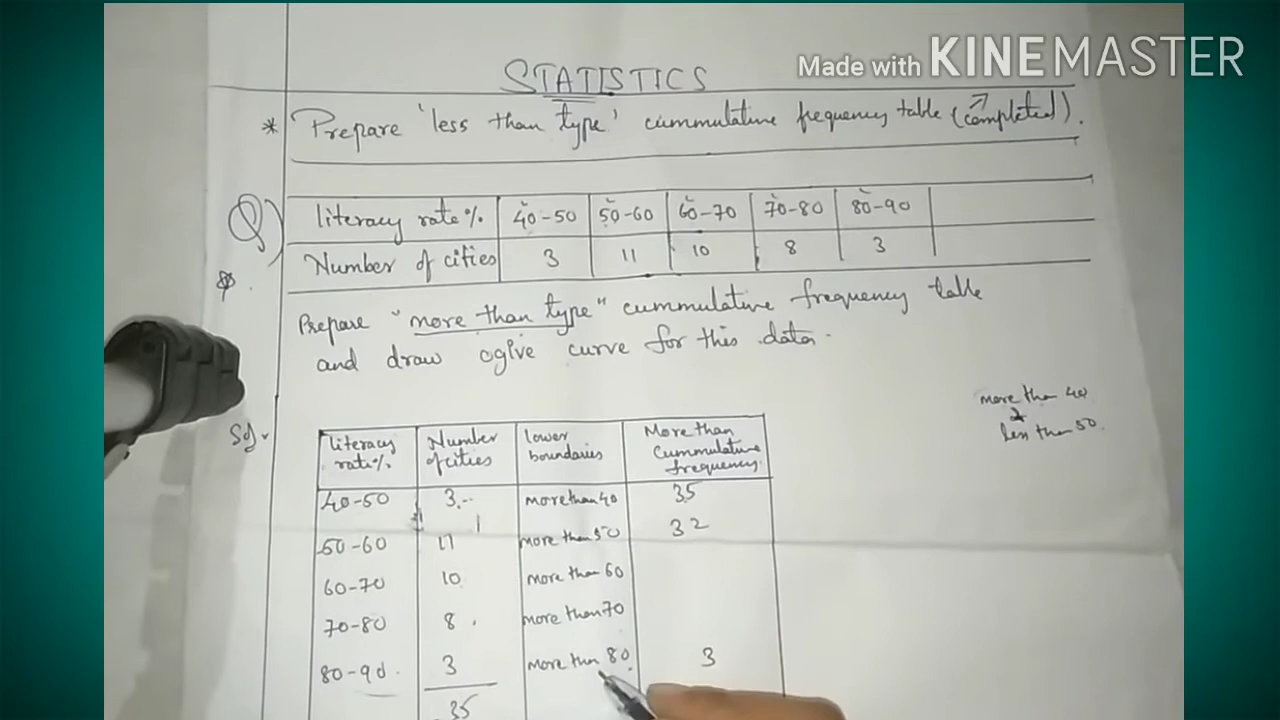 Made with KINEMASTER
STATISTICS
* Prepare 'less than type' cummulative frequency table (completed).
Q)
literacy rate% 40-50 50-60 60-70 70-80 80-90
Number of cities 3 11 10 8 3
Prepare "more than type" cummulative frequency table
and draw ogive curve for this data.
more than 40
less than 50.
Sol.
literacy rate% Number of cities lower boundaries More than Cummulative frequency
40-50 3 more than 40 35
50-60 11 more than 50 32
60-70 10 more than 60
70-80 8 more than 70
80-90 3 more than 80 3
35